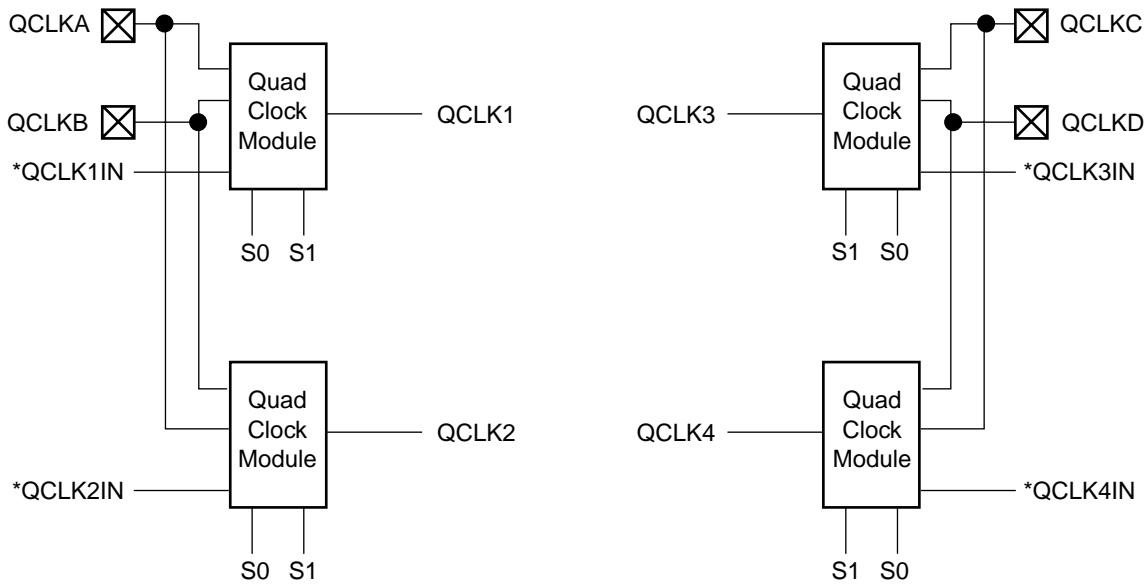 QCLKA
QCLKC
Quad
Clock
Module
Quad
Clock
Module
QCLKB
QCLK1
QCLK3
QCLKD
*QCLK1IN
*QCLK3IN
S0 S1
S1 S0
Quad
Clock
Module
Quad
Clock
Module
QCLK2
QCLK4
*QCLK2IN
*QCLK4IN
S0 S1
S1 S0